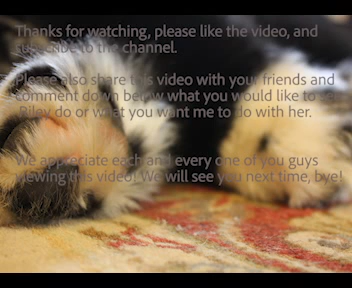 Thanks for watching, please like the video, and
subscribe to the channel.
Please also share this video with your friends and
comment down below what you would like to see
Riley do or what you want me to do with her.
We appreciate each and every one of you guys
viewing this video! We will see you next time, bye!